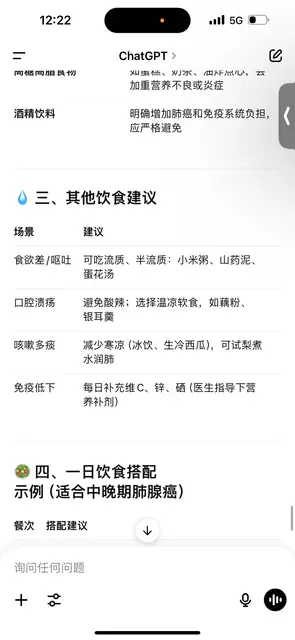 12:22
5G
ChatGPT >
高糖高脂食物 如蛋糕、奶茶、油炸点心，会
加重营养不良或炎症
酒精饮料 明确增加肺癌和免疫系统负担，
应严格避免
💧 三、其他饮食建议
场景 建议
食欲差/呕吐 可吃流质、半流质：小米粥、山药泥、
蛋花汤
口腔溃疡 避免酸辣；选择温凉软食，如藕粉、
银耳羹
咳嗽多痰 减少寒凉（冰饮、生冷西瓜），可试梨煮
水润肺
免疫低下 每日补充维C、锌、硒（医生指导下营
养补剂）
🥗 四、一日饮食搭配
示例（适合中晚期肺腺癌）
餐次 搭配建议
询问任何问题